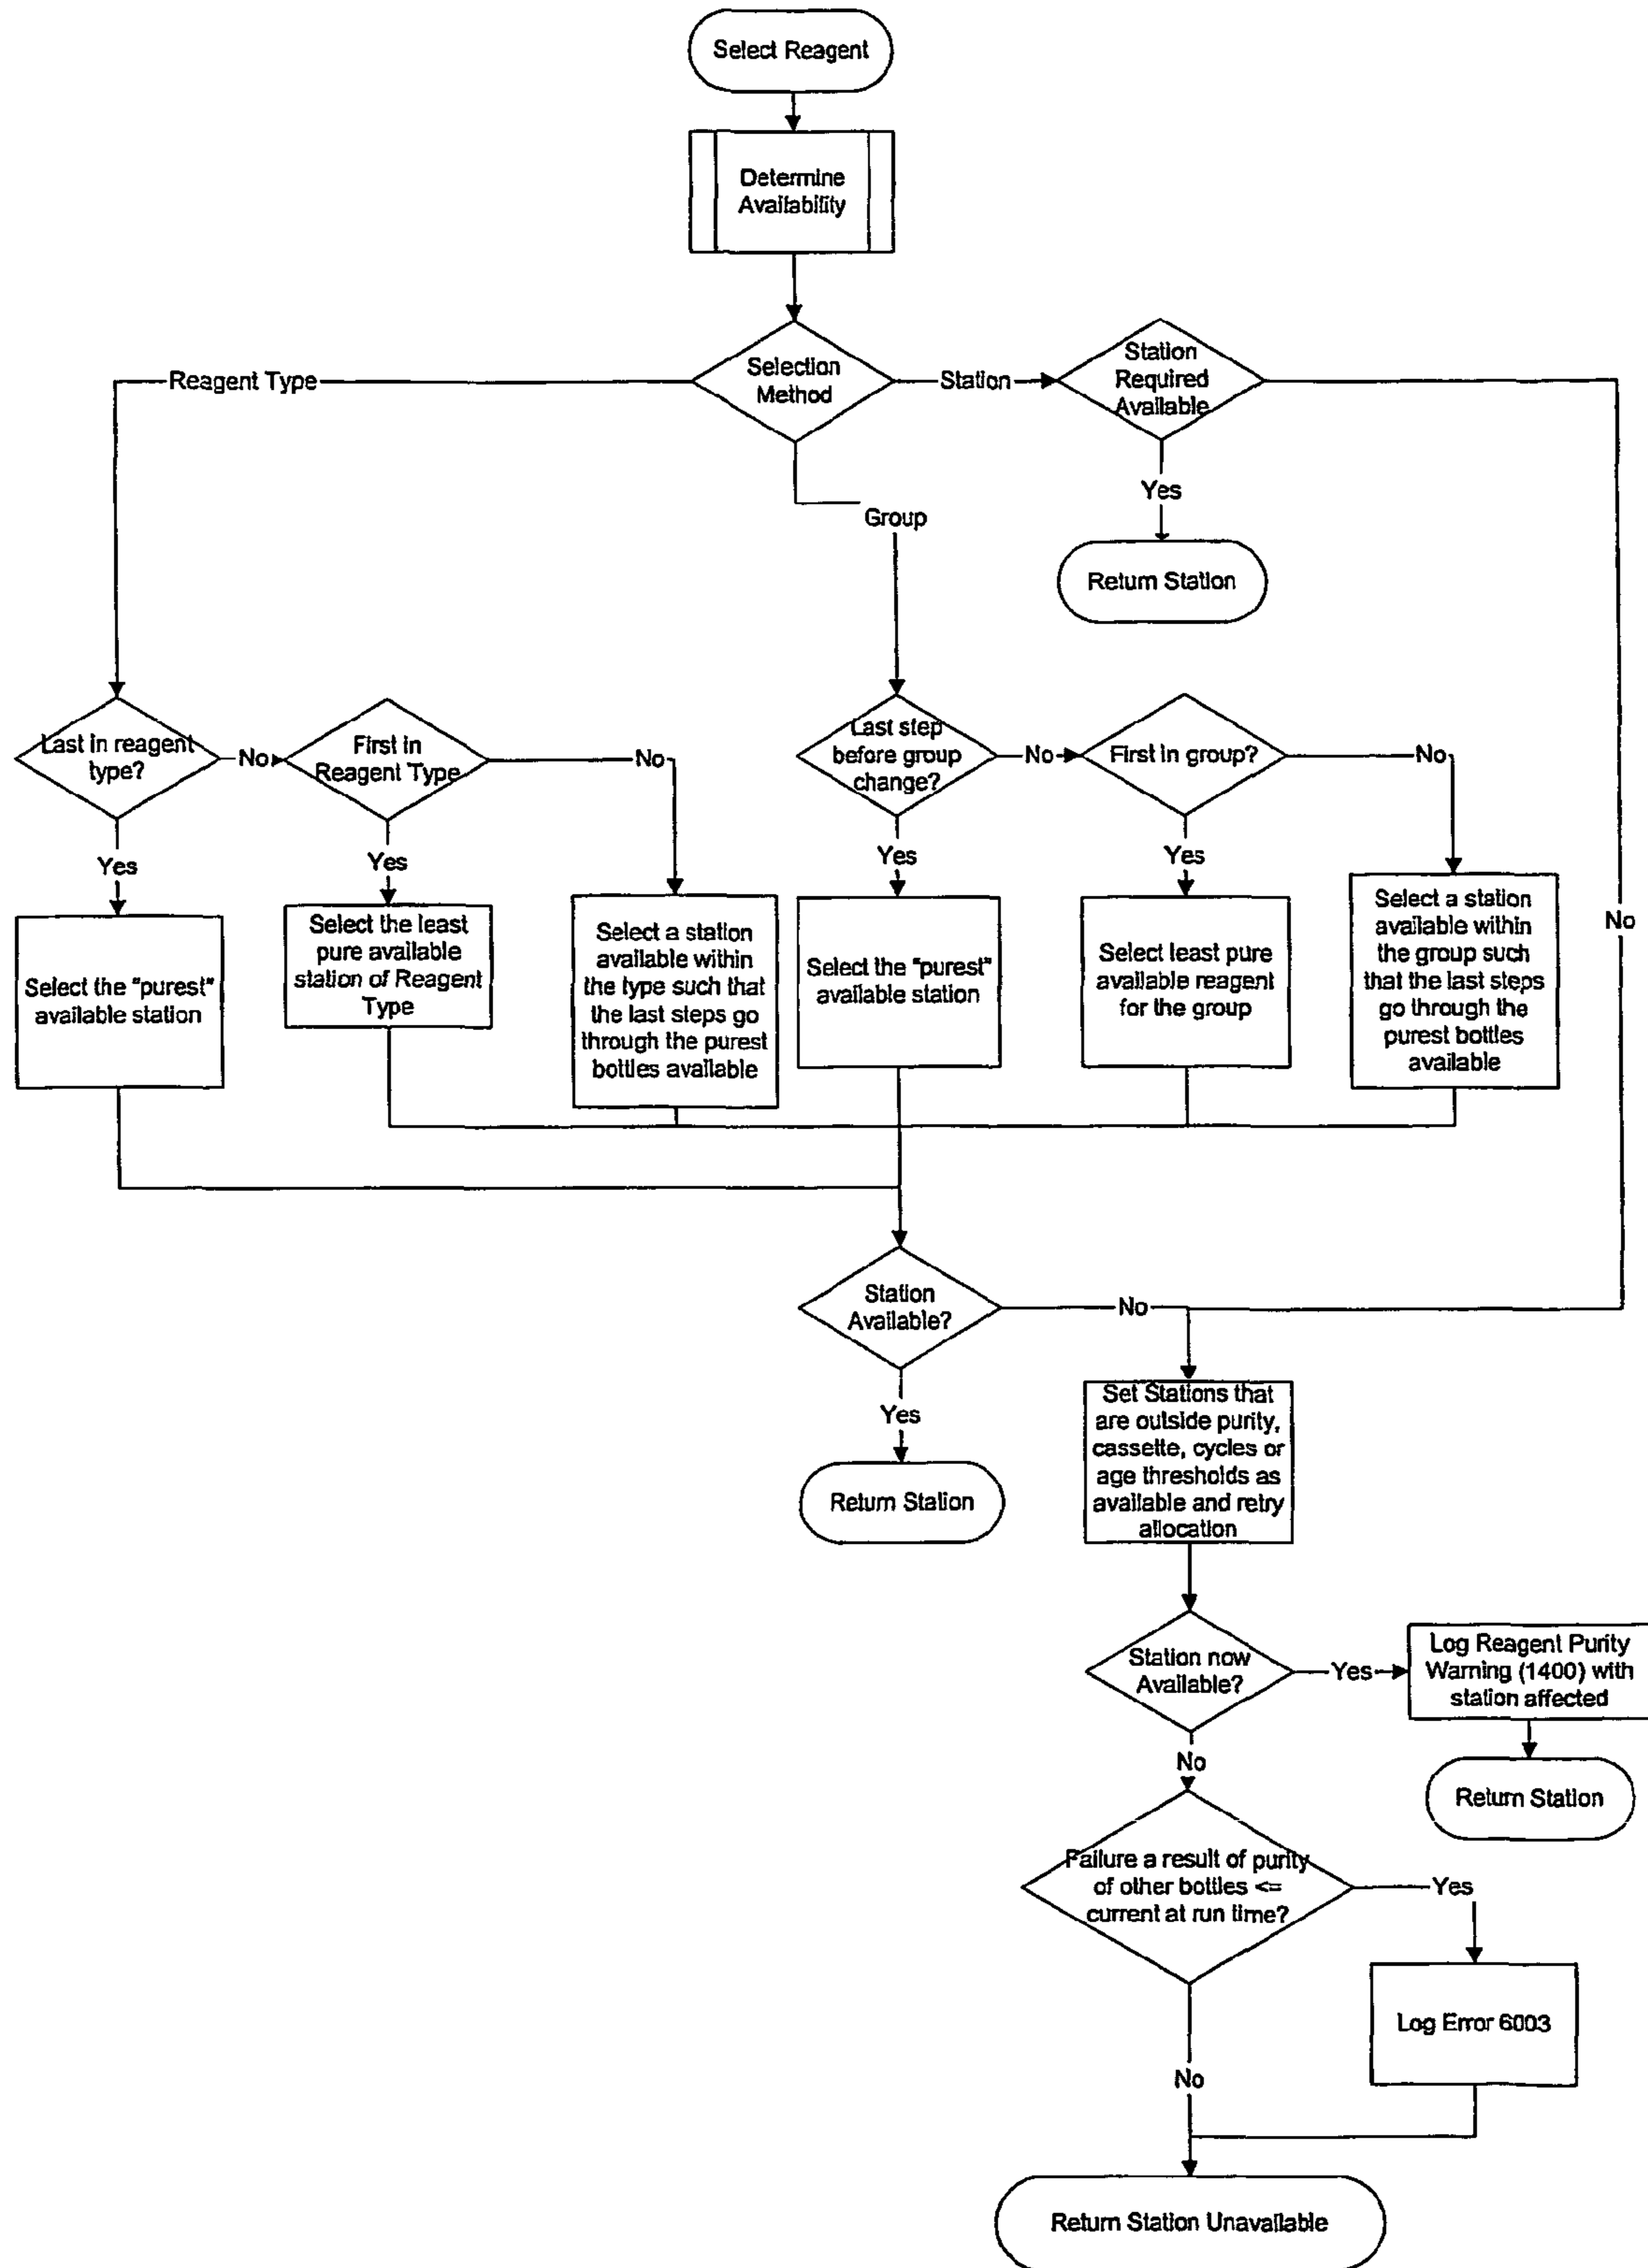 Select Reagent
Determine
Availability
Selection
Method
Reagent Type
Station
Station
Required
Available
Yes
Group
Return Station
Last in reagent
type?
No
First in
Reagent Type
No
Last step
before group
change?
No
First in group?
No
Yes
Yes
Yes
Yes
No
Select the "purest"
available station
Select the least
pure available
station of Reagent
Type
Select a station
available within
the type such that
the last steps go
through the purest
bottles available
Select the "purest"
available station
Select least pure
available reagent
for the group
Select a station
available within
the group such
that the last steps
go through the
purest bottles
available
Station
Available?
No
Yes
Return Station
Set Stations that
are outside purity,
cassette, cycles or
age thresholds as
available and retry
allocation
Station now
Available?
Yes
Log Reagent Purity
Warning (1400) with
station affected
No
Return Station
Failure a result of purity
of other bottles <=
current at run time?
Yes
Log Error 6003
No
Return Station Unavailable